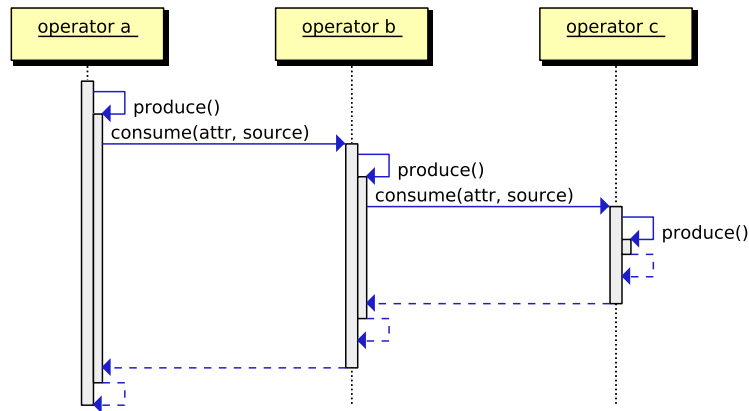 operator a
operator b
operator c
produce()
consume(attr, source)
produce()
consume(attr, source)
produce()